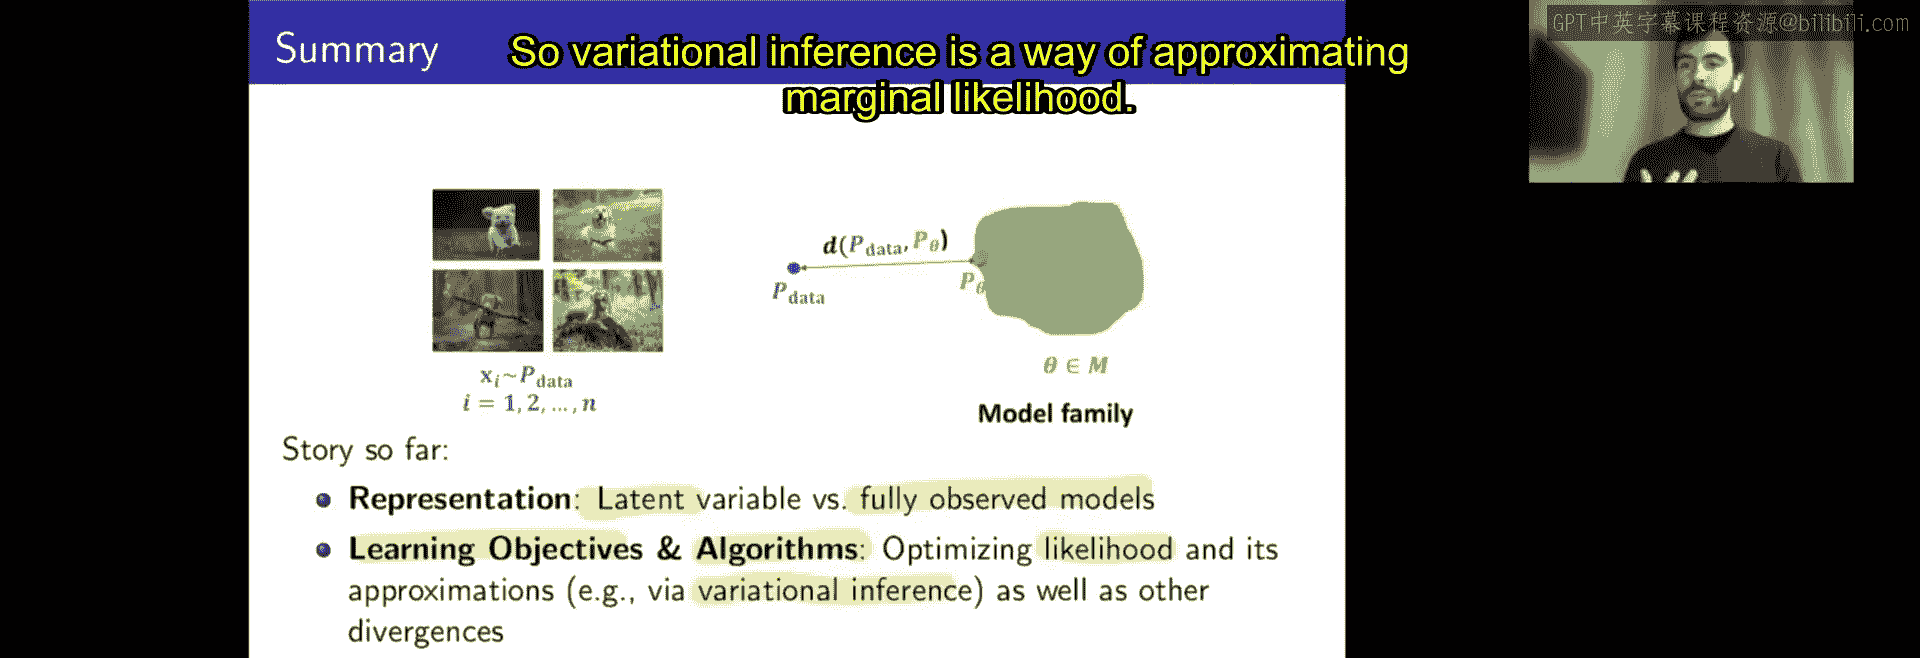 Summary
So variational inference is a way of approximating
marginal likelihood.
GPT中英字幕课程资源@bilibili.com
d(Pdata, Pθ)
Pdata
Pθ
xi~Pdata
i = 1, 2, ..., n
θ ∈ M
Model family
Story so far:
Representation: Latent variable vs. fully observed models
Learning Objectives & Algorithms: Optimizing likelihood and its
approximations (e.g., via variational inference) as well as other
divergences